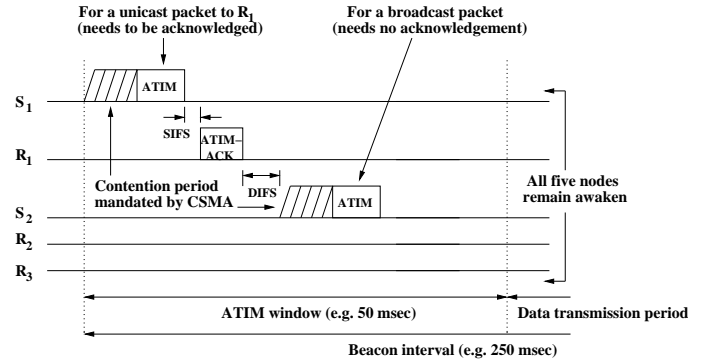 For a unicast packet to R1
(needs to be acknowledged)
For a broadcast packet
(needs no acknowledgement)
ATIM
S1
SIFS
ATIM-
ACK
R1
Contention period
mandated by CSMA
DIFS
ATIM
S2
All five nodes
remain awaken
R2
R3
ATIM window (e.g. 50 msec)
Data transmission period
Beacon interval (e.g. 250 msec)